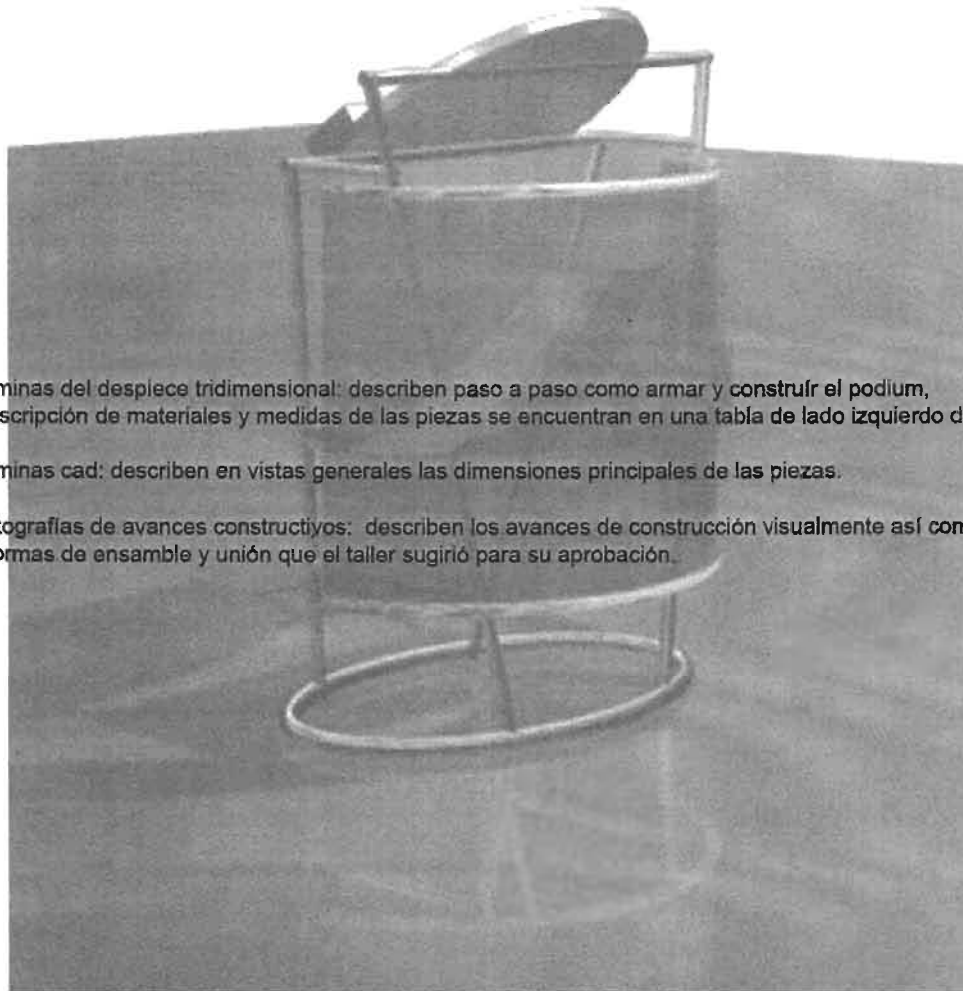 minas del despiece tridimensional: describen paso a paso como armar y construír el podium,
scripción de materiales y medidas de las piezas se encuentran en una tabla de lado izquierdo d
minas cad: describen en vistas generales las dimensiones principales de las piezas.
ografías de avances constructivos: describen los avances de construcción visualmente así com
rmas de ensamble y unión que el taller sugirió para su aprobación.